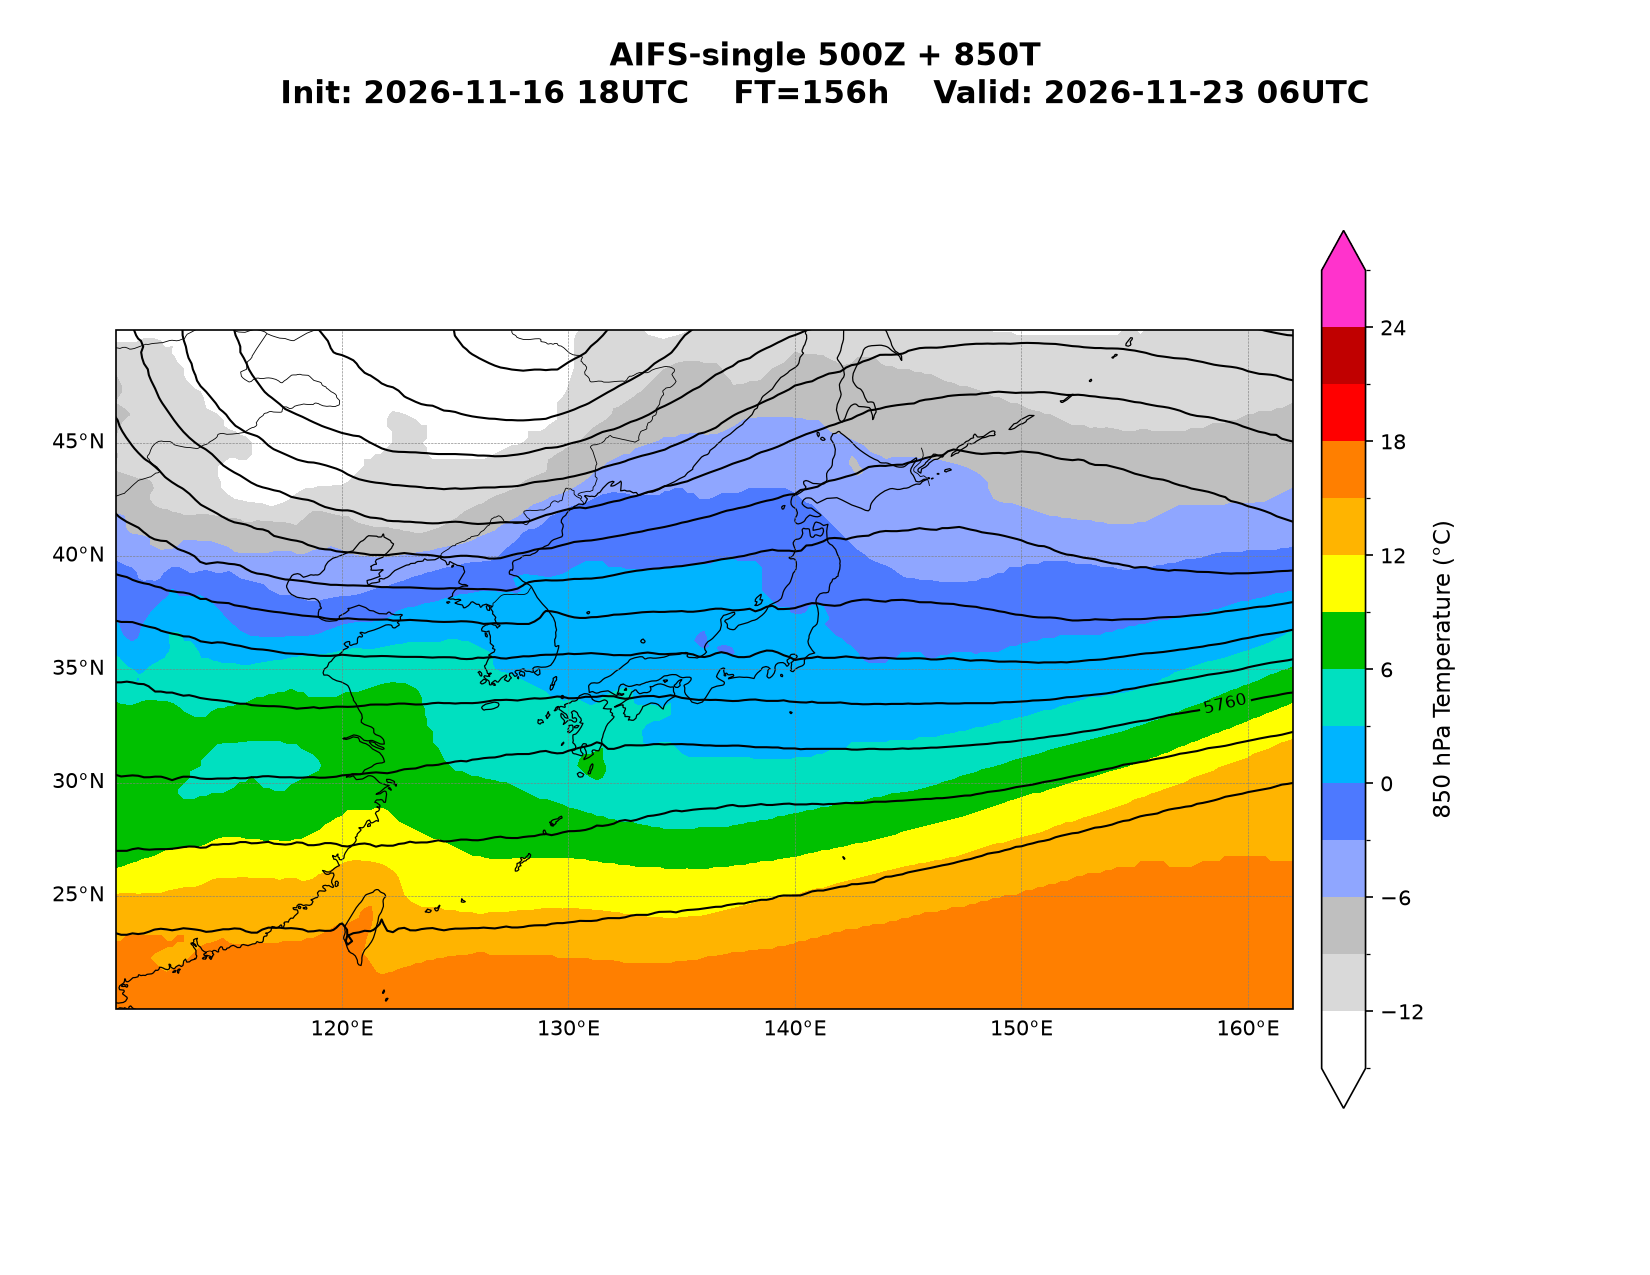 AIFS-single 500Z + 850T
Init: 2026-11-16 18UTC    FT=156h    Valid: 2026-11-23 06UTC
45°N
40°N
35°N
30°N
25°N
120°E
130°E
140°E
150°E
160°E
5760
24
18
12
6
0
−6
−12
850 hPa Temperature (°C)